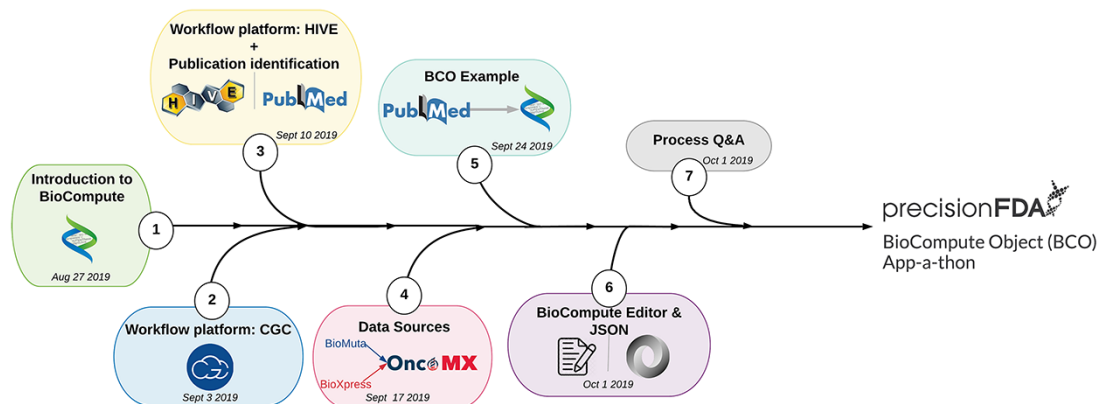 Introduction to
BioCompute
Aug 27 2019
1
2
Workflow platform: CGC
Sept 3 2019
Workflow platform: HIVE
+
Publication identification
H I V E
PubMed
Sept 10 2019
3
4
Data Sources
BioMuta
OncoMX
BioXpress
Sept 17 2019
BCO Example
PubMed
Sept 24 2019
5
6
BioCompute Editor &
JSON
Oct 1 2019
Process Q&A
Oct 1 2019
7
precisionFDA
BioCompute Object (BCO)
App-a-thon